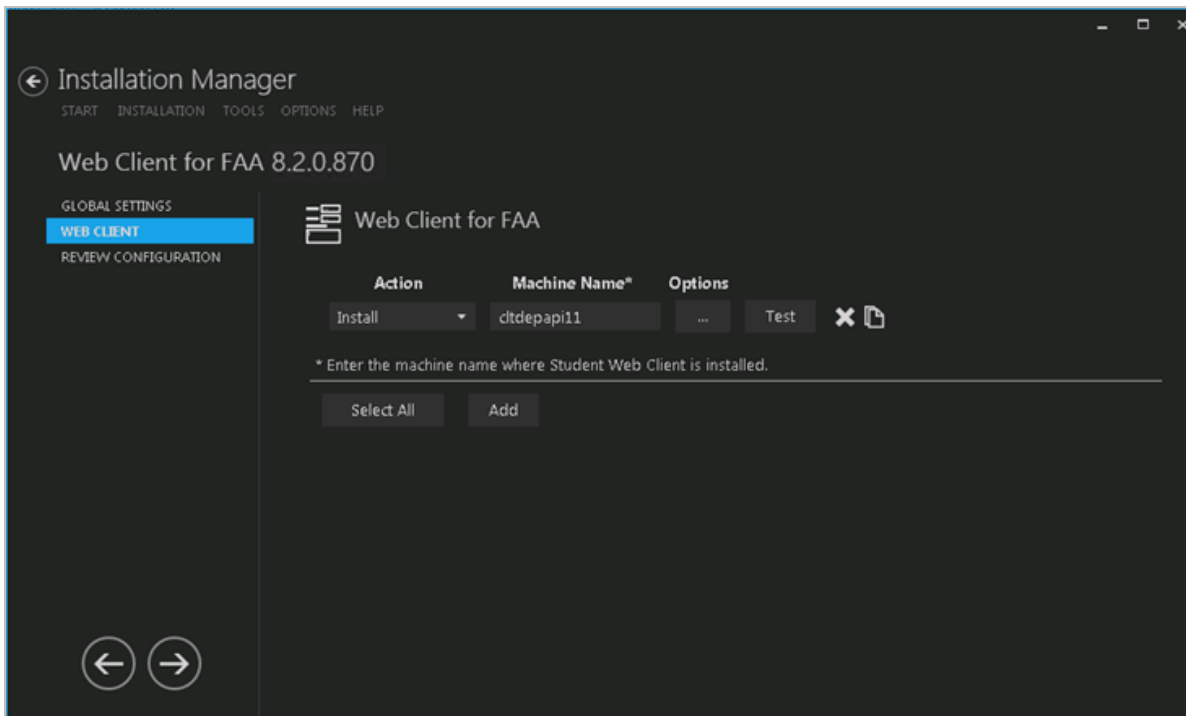 Installation Manager
START INSTALLATION TOOLS OPTIONS HELP
Web Client for FAA 8.2.0.870
GLOBAL SETTINGS
WEB CLIENT
REVIEW CONFIGURATION
Web Client for FAA
Action Machine Name* Options
Install cltdepapi11 ... Test
* Enter the machine name where Student Web Client is installed.
Select All Add